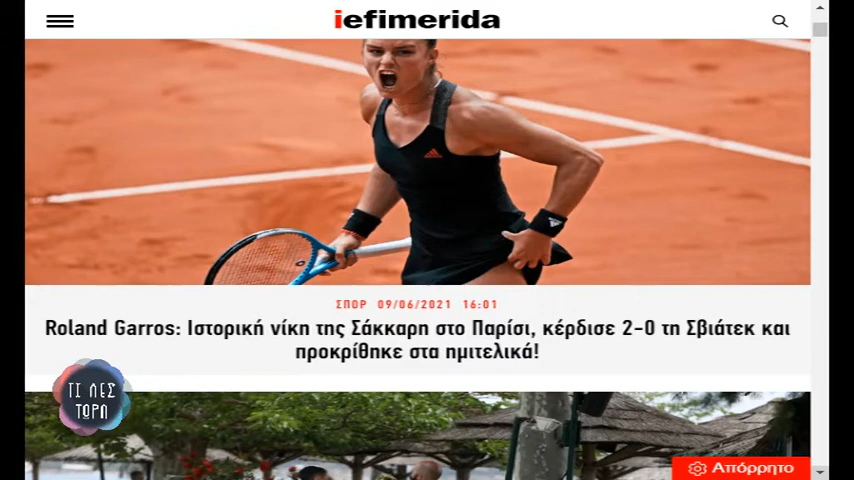 iefimerida
ΣΠΟΡ 09/06/2021 16:01
Roland Garros: Ιστορική νίκη της Σάκκαρη στο Παρίσι, κέρδισε 2-0 τη Σβιάτεκ και
προκρίθηκε στα ημιτελικά!
ΤΙ ΛΕΣ
ΤΩΡΑ
Απόρρητο